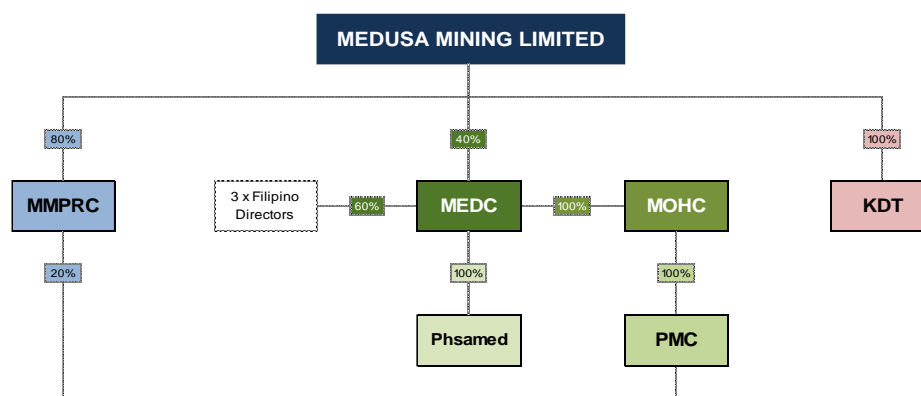 MEDUSA MINING LIMITED
80%
40%
100%
MMPRC
3 x Filipino
Directors
60%
MEDC
100%
MOHC
KDT
20%
100%
100%
Phsamed
PMC